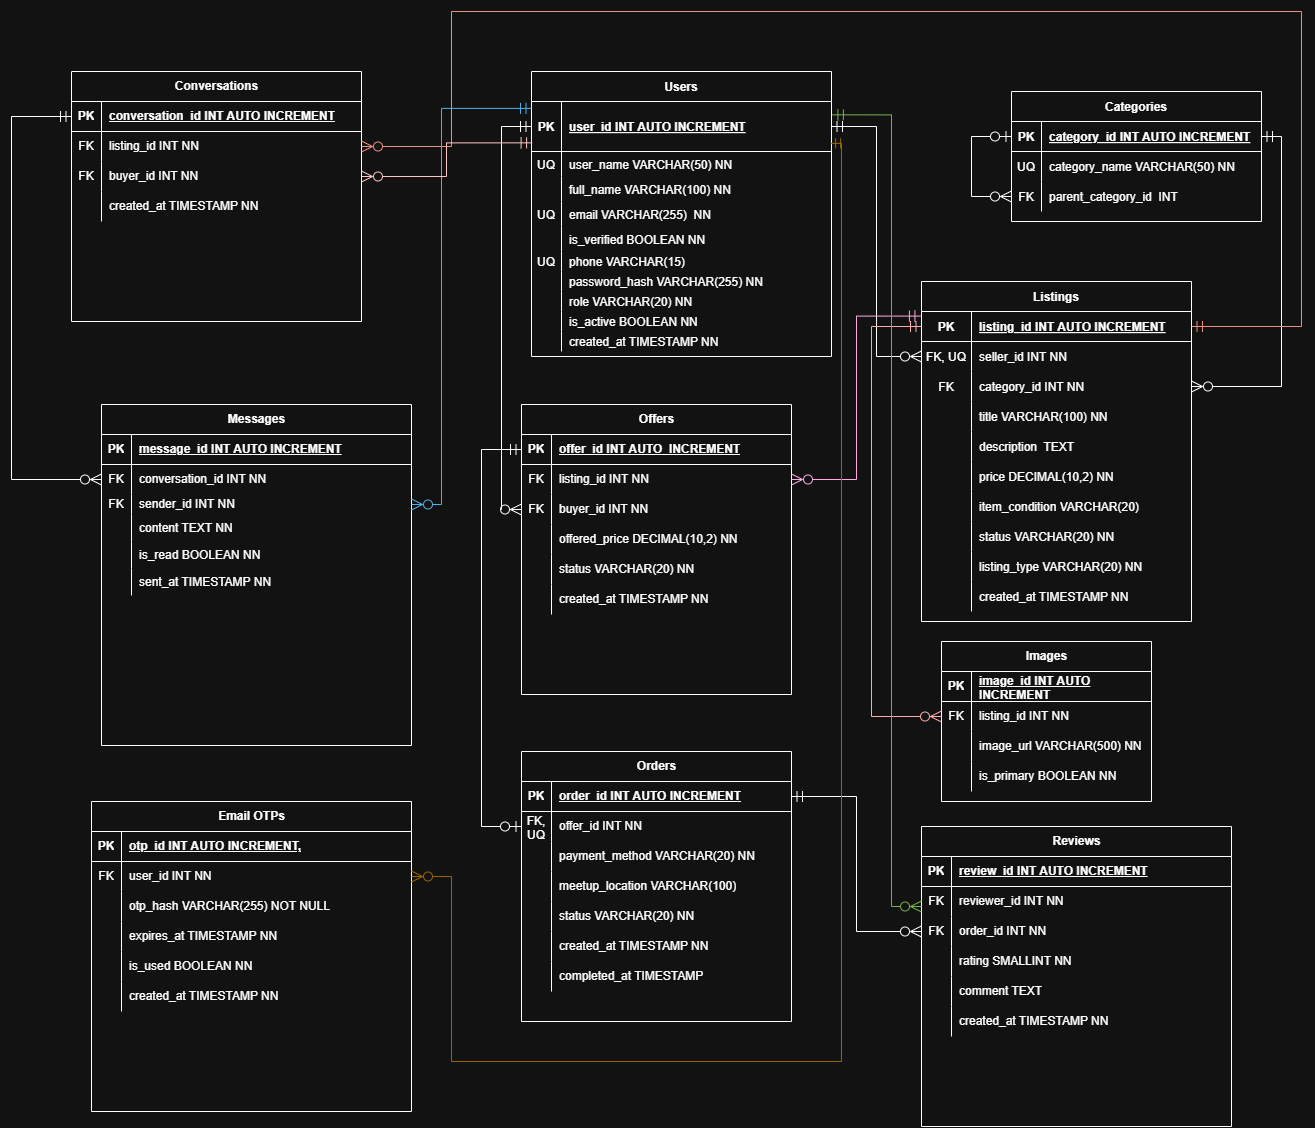 Conversations
PK conversation_id INT AUTO INCREMENT
FK listing_id INT NN
FK buyer_id INT NN
created_at TIMESTAMP NN
Users
PK user_id INT AUTO INCREMENT
UQ user_name VARCHAR(50) NN
full_name VARCHAR(100) NN
UQ email VARCHAR(255)  NN
is_verified BOOLEAN NN
UQ phone VARCHAR(15)
password_hash VARCHAR(255) NN
role VARCHAR(20) NN
is_active BOOLEAN NN
created_at TIMESTAMP NN
Categories
PK category_id INT AUTO INCREMENT
UQ category_name VARCHAR(50) NN
FK parent_category_id  INT
Listings
PK listing_id INT AUTO INCREMENT
FK, UQ seller_id INT NN
FK category_id INT NN
title VARCHAR(100) NN
description  TEXT
price DECIMAL(10,2) NN
item_condition VARCHAR(20)
status VARCHAR(20) NN
listing_type VARCHAR(20) NN
created_at TIMESTAMP NN
Messages
PK message_id INT AUTO INCREMENT
FK conversation_id INT NN
FK sender_id INT NN
content TEXT NN
is_read BOOLEAN NN
sent_at TIMESTAMP NN
Offers
PK offer_id INT AUTO  INCREMENT
FK listing_id INT NN
FK buyer_id INT NN
offered_price DECIMAL(10,2) NN
status VARCHAR(20) NN
created_at TIMESTAMP NN
Images
PK image_id INT AUTO
INCREMENT
FK listing_id INT NN
image_url VARCHAR(500) NN
is_primary BOOLEAN NN
Orders
PK order_id INT AUTO INCREMENT
FK,
UQ offer_id INT NN
payment_method VARCHAR(20) NN
meetup_location VARCHAR(100)
status VARCHAR(20) NN
created_at TIMESTAMP NN
completed_at TIMESTAMP
Email OTPs
PK otp_id INT AUTO INCREMENT,
FK user_id INT NN
otp_hash VARCHAR(255) NOT NULL
expires_at TIMESTAMP NN
is_used BOOLEAN NN
created_at TIMESTAMP NN
Reviews
PK review_id INT AUTO INCREMENT
FK reviewer_id INT NN
FK order_id INT NN
rating SMALLINT NN
comment TEXT
created_at TIMESTAMP NN